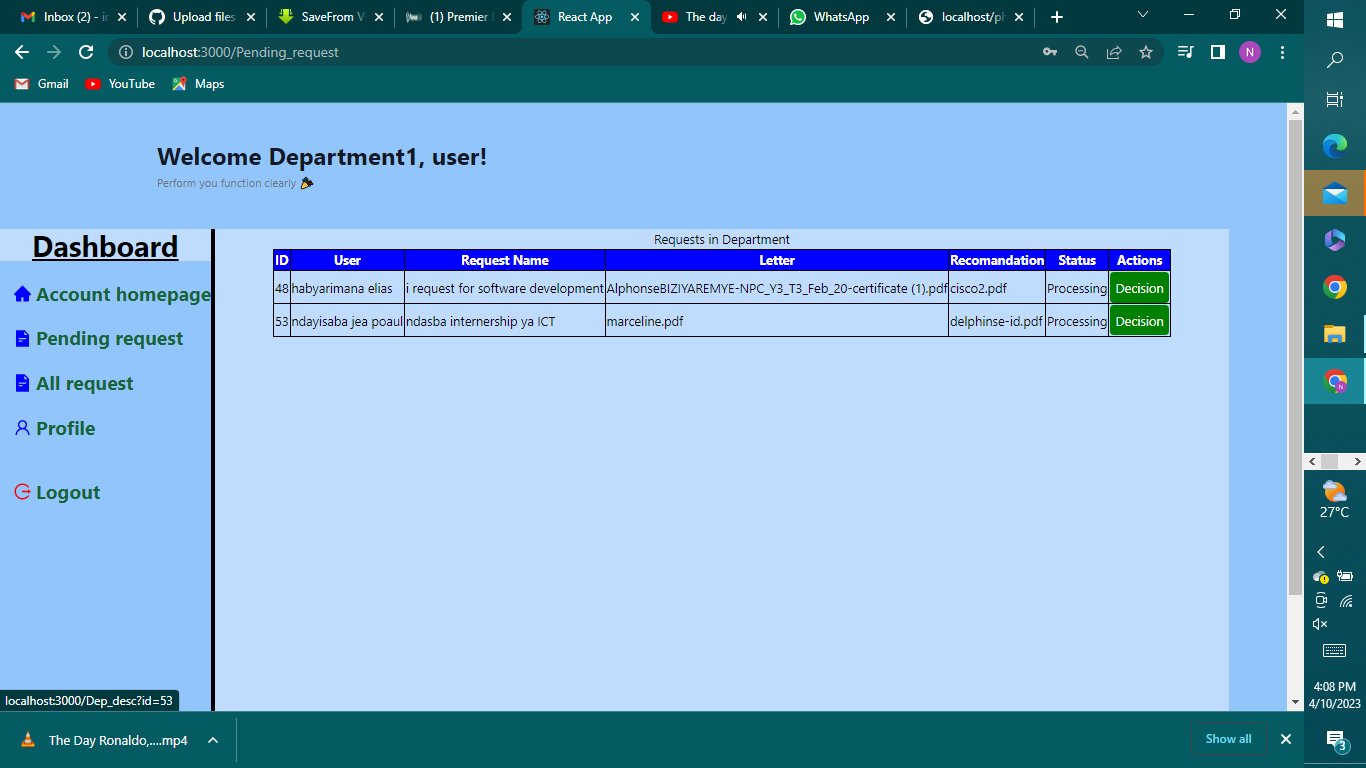 Inbox (2) - in
Upload files
SaveFrom V
(1) Premier
React App
The day
WhatsApp
localhost/ph
localhost:3000/Pending_request
N
Gmail
YouTube
Maps
Welcome Department1, user!
Perform you function clearly
Dashboard
Account homepage
Pending request
All request
Profile
Logout
Requests in Department
ID User Request Name Letter Recomandation Status Actions
48 habyarimana elias i request for software development AlphonseBIZIYAREMYE-NPC_Y3_T3_Feb_20-certificate (1).pdf cisco2.pdf Processing Decision
53 ndayisaba jea poaul ndasba internership ya ICT marceline.pdf delphinse-id.pdf Processing Decision
localhost:3000/Dep_desc?id=53
The Day Ronaldo,....mp4
Show all
27°C
4:08 PM
4/10/2023
3